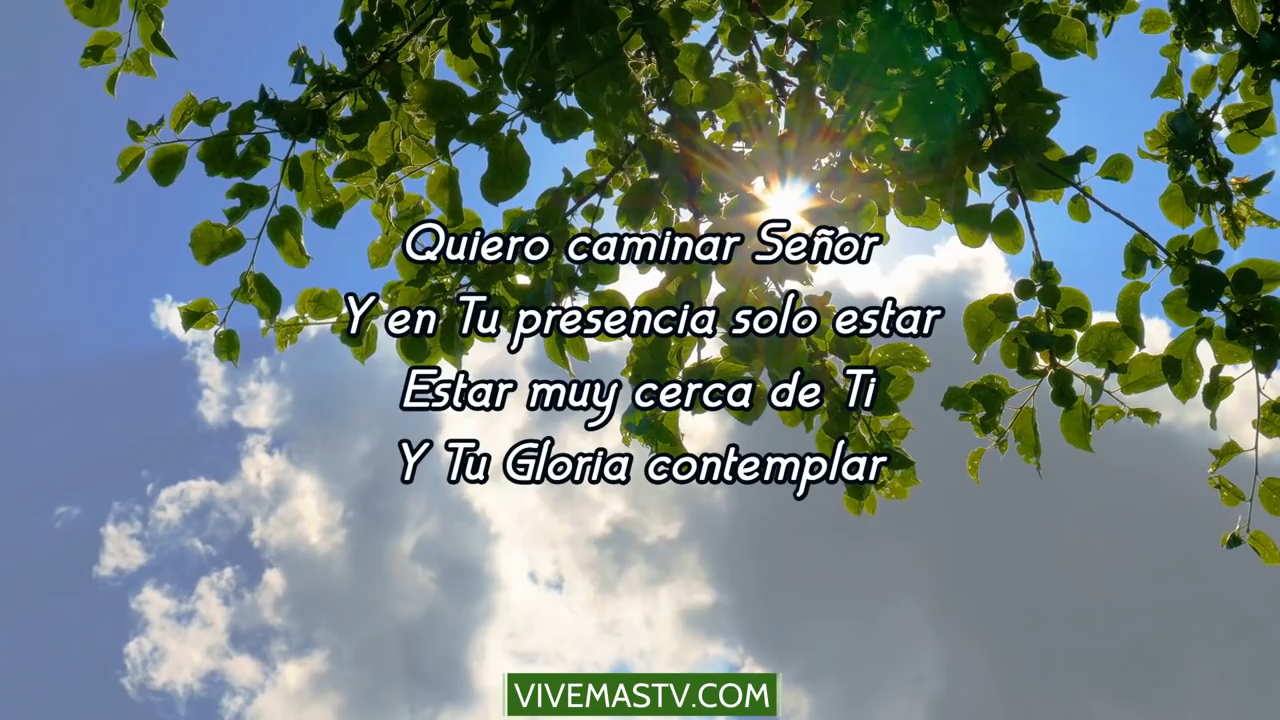 Quiero caminar Señor
Y en Tu presencia solo estar
Estar muy cerca de Ti
Y Tu Gloria contemplar
VIVEMASTV.COM